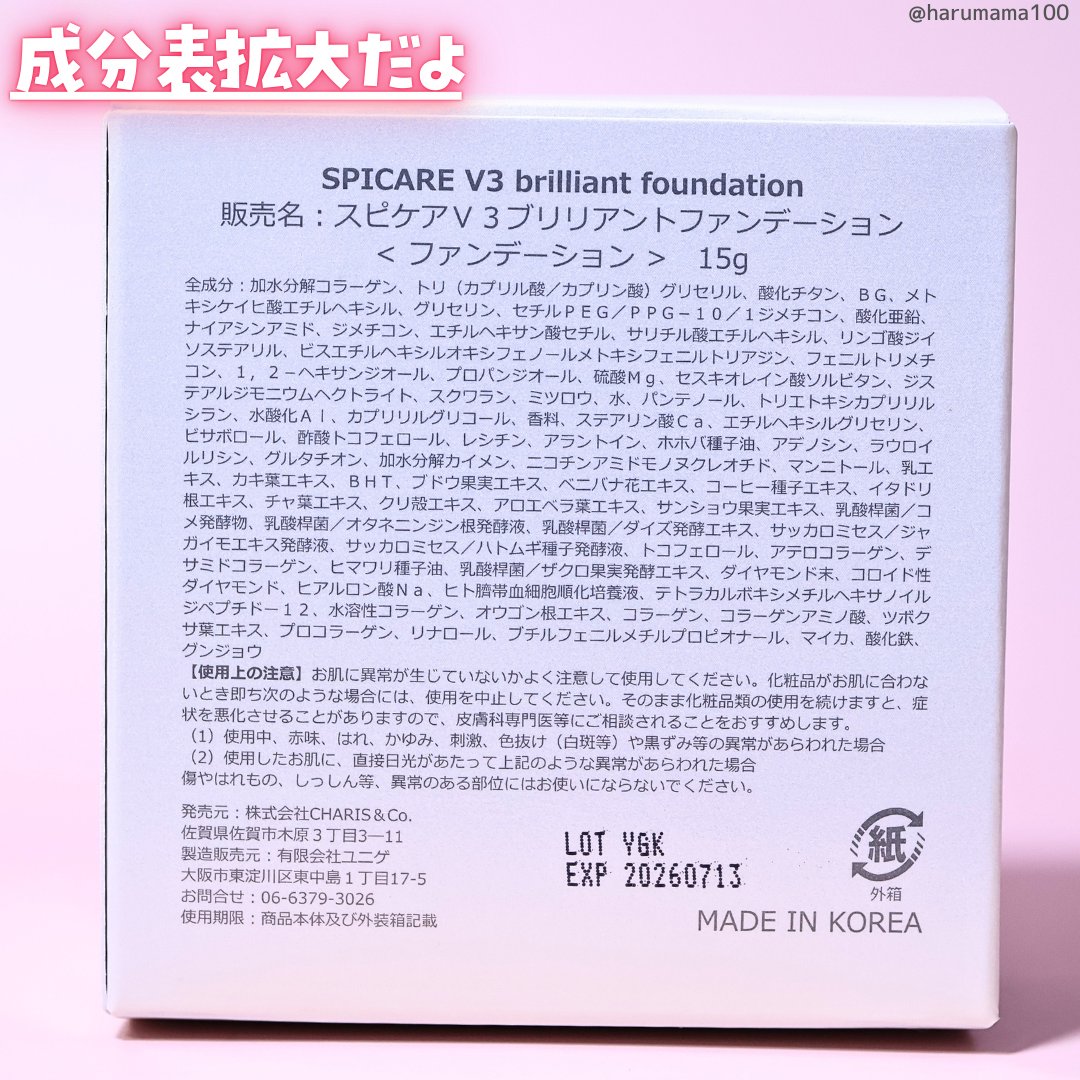 @harumama100
成分表拡大だよ
SPICARE V3 brilliant foundation
販売名：スピケアＶ３ブリリアントファンデーション
＜ ファンデーション ＞　15g
全成分：加水分解コラーゲン、トリ（カプリル酸／カプリン酸）グリセリル、酸化チタン、ＢＧ、メト
キシケイヒ酸エチルヘキシル、グリセリン、セチルＰＥＧ／ＰＰＧ－10／１ジメチコン、酸化亜鉛、
ナイアシンアミド、ジメチコン、エチルヘキサン酸セチル、サリチル酸エチルヘキシル、リンゴ酸ジイ
ソステアリル、ビスエチルヘキシルオキシフェノールメトキシフェニルトリアジン、フェニルトリメチ
コン、１，２－ヘキサンジオール、プロパンジオール、硫酸Ｍｇ、セスキオレイン酸ソルビタン、ジス
テアルジモニウムヘクトライト、スクワラン、ミツロウ、水、パンテノール、トリエトキシカプリリル
シラン、水酸化Ａｌ、カプリリルグリコール、香料、ステアリン酸Ｃａ、エチルヘキシルグリセリン、
ビサボロール、酢酸トコフェロール、レシチン、アラントイン、ホホバ種子油、アデノシン、ラウロイ
ルリシン、グルタチオン、加水分解カイメン、ニコチンアミドモノヌクレオチド、マンニトール、乳エ
キス、カキ葉エキス、ＢＨＴ、ブドウ果実エキス、ベニバナ花エキス、コーヒー種子エキス、イタドリ
根エキス、チャ葉エキス、クリ殻エキス、アロエベラ葉エキス、サンショウ果実エキス、乳酸桿菌／コ
メ発酵物、乳酸桿菌／オタネニンジン根発酵液、乳酸桿菌／ダイズ発酵エキス、サッカロミセス／ジャ
ガイモエキス発酵液、サッカロミセス／ハトムギ種子発酵液、トコフェロール、アテロコラーゲン、デ
サミドコラーゲン、ヒマワリ種子油、乳酸桿菌／ザクロ果実発酵エキス、ダイヤモンド末、コロイド性
ダイヤモンド、ヒアルロン酸Ｎａ、ヒト臍帯血細胞順化培養液、テトラカルボキシメチルヘキサノイル
ジペプチド－１２、水溶性コラーゲン、オウゴン根エキス、コラーゲン、コラーゲンアミノ酸、ツボク
サ葉エキス、プロコラーゲン、リナロール、ブチルフェニルメチルプロピオナール、マイカ、酸化鉄、
グンジョウ
【使用上の注意】お肌に異常が生じていないかよく注意して使用してください。化粧品がお肌に合わな
いとき即ち次のような場合には、使用を中止してください。そのまま化粧品類の使用を続けますと、症
状を悪化させることがありますので、皮膚科専門医等にご相談されることをおすすめします。
（1）使用中、赤味、はれ、かゆみ、刺激、色抜け（白斑等）や黒ずみ等の異常があらわれた場合
（2）使用したお肌に、直接日光があたって上記のような異常があらわれた場合
傷やはれもの、しっしん等、異常のある部位にはお使いにならないでください。
発売元：株式会社CHARIS＆Co.
佐賀県佐賀市木原３丁目3―11
製造販売元：有限会社ユニゲ
大阪市東淀川区東中島１丁目17-5
お問合せ：06-6379-3026
使用期限：商品本体及び外装箱記載
LOT YGK
EXP 20260713
紙
外箱
MADE IN KOREA